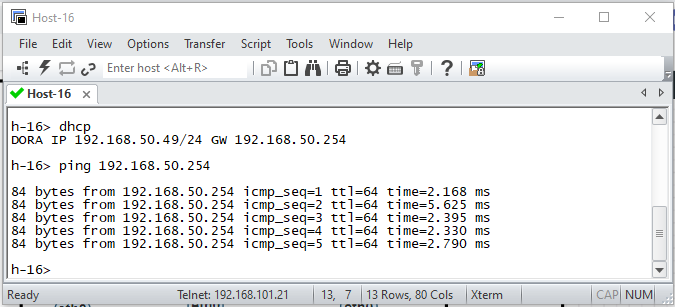 Host-16
File Edit View Options Transfer Script Tools Window Help
Enter host <Alt+R>
Host-16
h-16> dhcp
DORA IP 192.168.50.49/24 GW 192.168.50.254
h-16> ping 192.168.50.254
84 bytes from 192.168.50.254 icmp_seq=1 ttl=64 time=2.168 ms
84 bytes from 192.168.50.254 icmp_seq=2 ttl=64 time=5.625 ms
84 bytes from 192.168.50.254 icmp_seq=3 ttl=64 time=2.395 ms
84 bytes from 192.168.50.254 icmp_seq=4 ttl=64 time=2.330 ms
84 bytes from 192.168.50.254 icmp_seq=5 ttl=64 time=2.790 ms
h-16>
Ready Telnet: 192.168.101.21 13, 7 13 Rows, 80 Cols Xterm CAP NUM